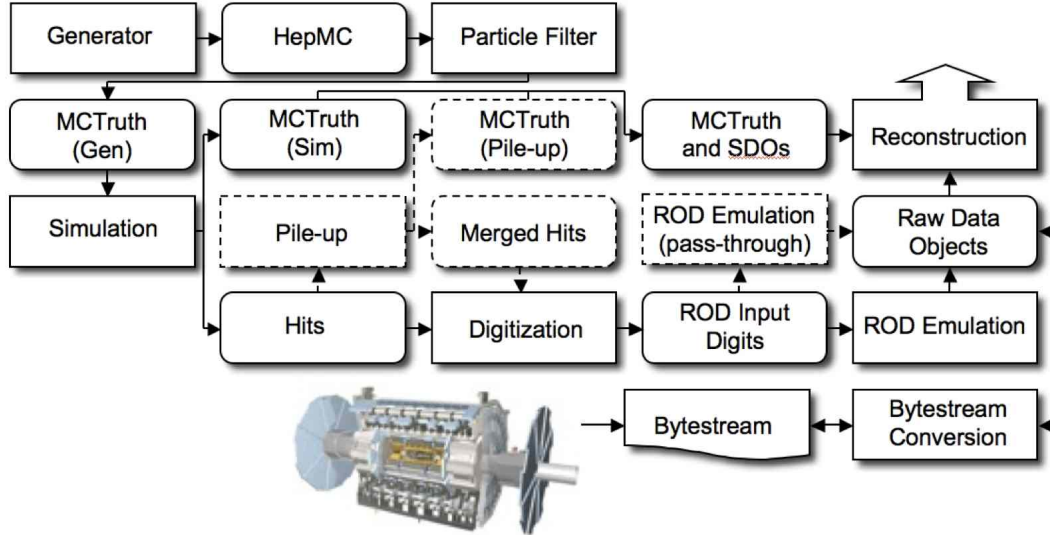 Generator
HepMC
Particle Filter
MCTruth
(Gen)
MCTruth
(Sim)
MCTruth
(Pile-up)
MCTruth
and SDOs
Reconstruction
Simulation
Pile-up
Merged Hits
ROD Emulation
(pass-through)
Raw Data
Objects
Hits
Digitization
ROD Input
Digits
ROD Emulation
Bytestream
Bytestream
Conversion